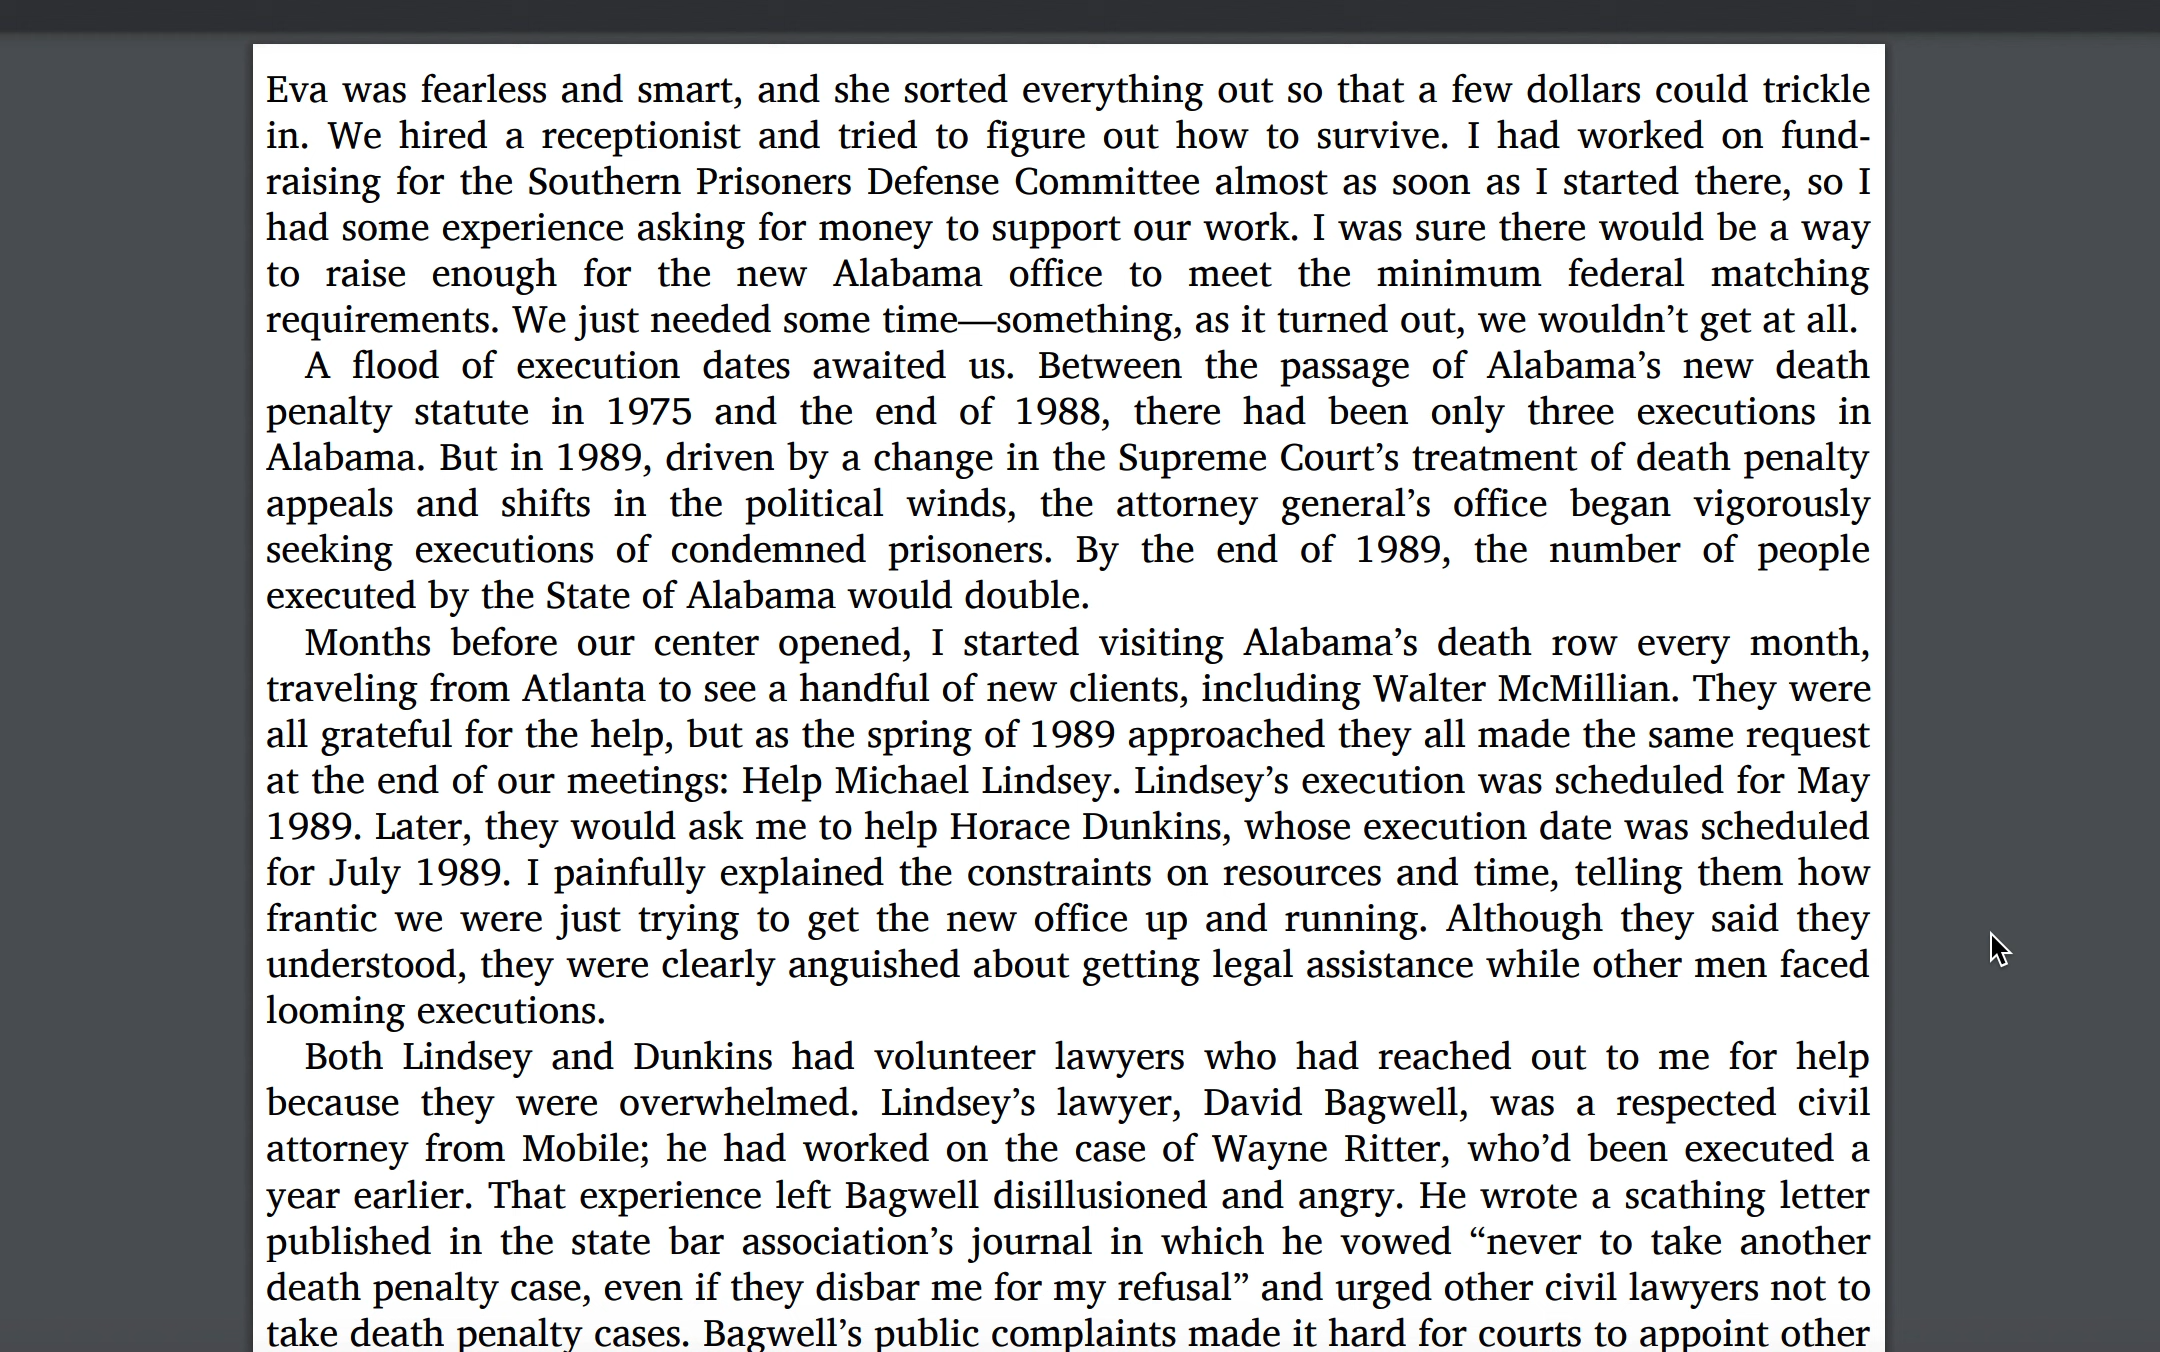 Eva was fearless and smart, and she sorted everything out so that a few dollars could trickle
in. We hired a receptionist and tried to figure out how to survive. I had worked on fund-
raising for the Southern Prisoners Defense Committee almost as soon as I started there, so I
had some experience asking for money to support our work. I was sure there would be a way
to raise enough for the new Alabama office to meet the minimum federal matching
requirements. We just needed some time—something, as it turned out, we wouldn’t get at all.
A flood of execution dates awaited us. Between the passage of Alabama’s new death
penalty statute in 1975 and the end of 1988, there had been only three executions in
Alabama. But in 1989, driven by a change in the Supreme Court’s treatment of death penalty
appeals and shifts in the political winds, the attorney general’s office began vigorously
seeking executions of condemned prisoners. By the end of 1989, the number of people
executed by the State of Alabama would double.
Months before our center opened, I started visiting Alabama’s death row every month,
traveling from Atlanta to see a handful of new clients, including Walter McMillian. They were
all grateful for the help, but as the spring of 1989 approached they all made the same request
at the end of our meetings: Help Michael Lindsey. Lindsey’s execution was scheduled for May
1989. Later, they would ask me to help Horace Dunkins, whose execution date was scheduled
for July 1989. I painfully explained the constraints on resources and time, telling them how
frantic we were just trying to get the new office up and running. Although they said they
understood, they were clearly anguished about getting legal assistance while other men faced
looming executions.
Both Lindsey and Dunkins had volunteer lawyers who had reached out to me for help
because they were overwhelmed. Lindsey’s lawyer, David Bagwell, was a respected civil
attorney from Mobile; he had worked on the case of Wayne Ritter, who’d been executed a
year earlier. That experience left Bagwell disillusioned and angry. He wrote a scathing letter
published in the state bar association’s journal in which he vowed “never to take another
death penalty case, even if they disbar me for my refusal” and urged other civil lawyers not to
take death penalty cases. Bagwell’s public complaints made it hard for courts to appoint other